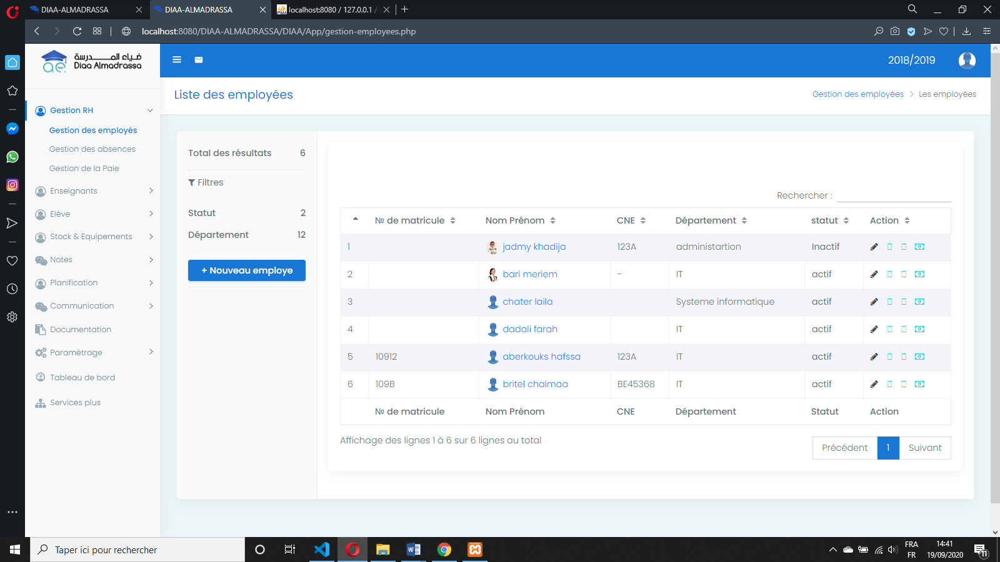 DIAA-ALMADRASSA
DIAA-ALMADRASSA
localhost:8080 / 127.0.0.1 /
localhost:8080/DIAA-ALMADRASSA/DIAA/App/gestion-employees.php
ضياء المــدرسة
Diaa Almadrassa
2018/2019
Liste des employées
Gestion des employées > Les employées
Gestion RH
Gestion des employés
Gestion des absences
Gestion de la Paie
Enseignants
Elève
Stock & Equipements
Notes
Planification
Communication
Documentation
Paramétrage
Tableau de bord
Services plus
Total des résultats 6
Filtres
Statut 2
Département 12
+ Nouveau employe
Rechercher :
№ de matricule Nom Prénom CNE Département statut Action
1 jadmy khadija 123A administartion Inactif
2 bari meriem - IT actif
3 chater laila Systeme informatique actif
4 dadali farah IT actif
5 10912 aberkouks hafssa 123A IT actif
6 109B britel chaimaa BE45368 IT actif
№ de matricule Nom Prénom CNE Département Statut Action
Affichage des lignes 1 à 6 sur 6 lignes au total
Précédent 1 Suivant
Taper ici pour rechercher
FRA
FR
14:41
19/09/2020
11